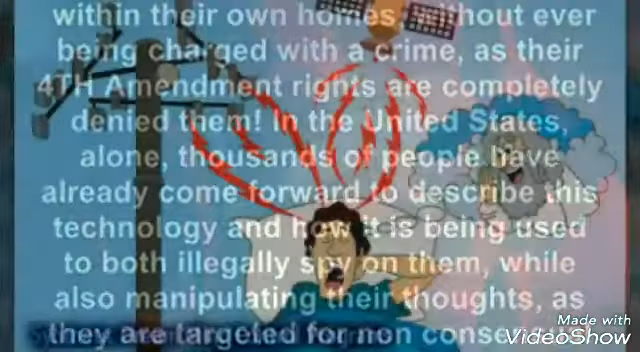 within their own homes, without ever
being charged with a crime, as their
4TH Amendment rights are completely
denied them! In the United States,
alone, thousands of people have
already come forward to describe this
technology and how it is being used
to both illegally spy on them, while
also manipulating their thoughts, as
they are targeted for non
Made with
VideoShow